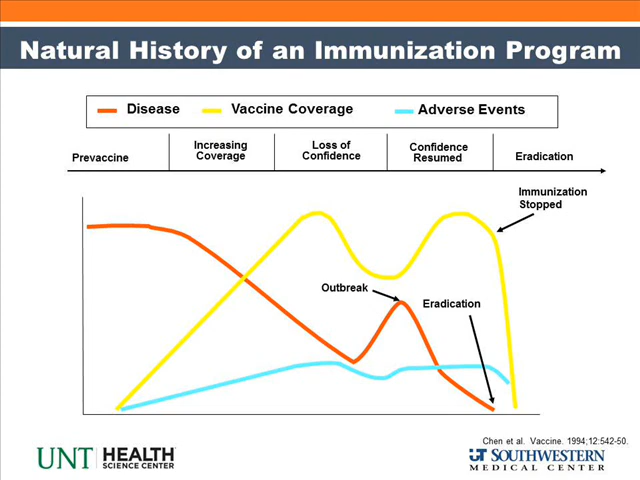 Natural History of an Immunization Program
Disease
Vaccine Coverage
Adverse Events
Prevaccine
Increasing
Coverage
Loss of
Confidence
Confidence
Resumed
Eradication
Immunization
Stopped
Outbreak
Eradication
Chen et al. Vaccine. 1994;12:542-50.
UNT HEALTH
SCIENCE CENTER
UT SOUTHWESTERN
MEDICAL CENTER